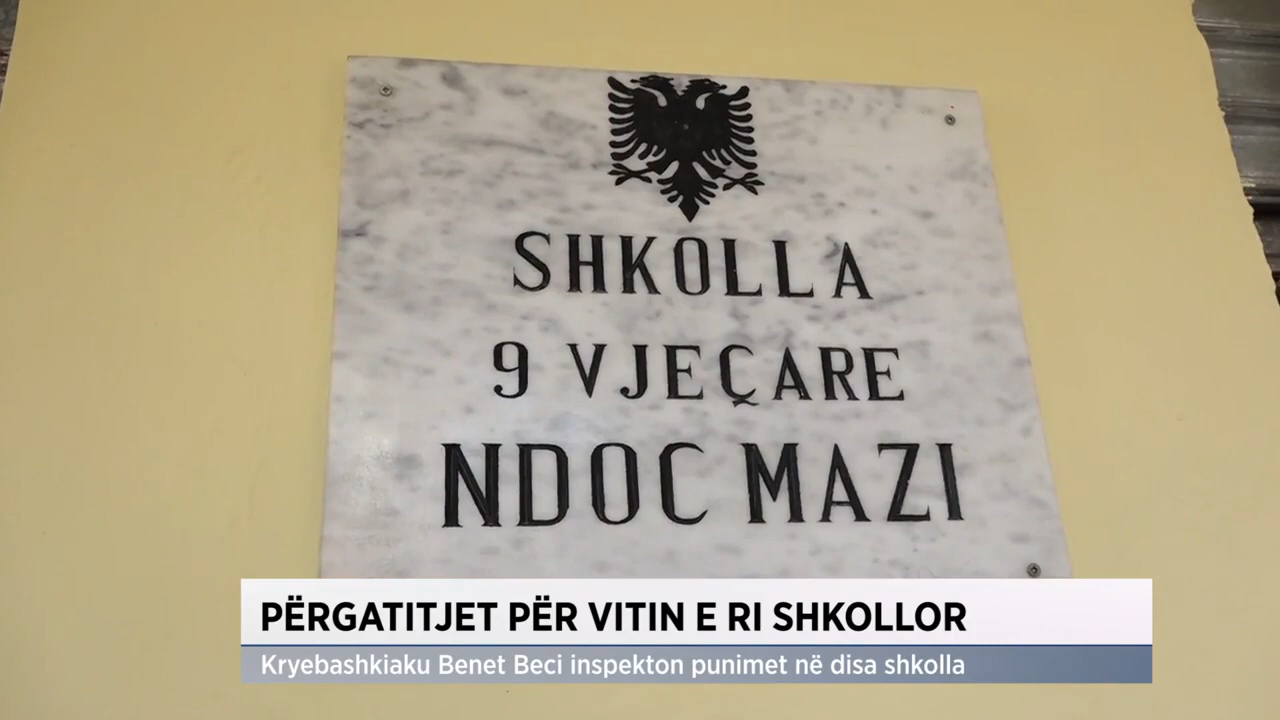 SHKOLLA
9 VJEÇARE
NDOC MAZI
PËRGATITJET PËR VITIN E RI SHKOLLOR
Kryebashkiaku Benet Beci inspekton punimet në disa shkolla